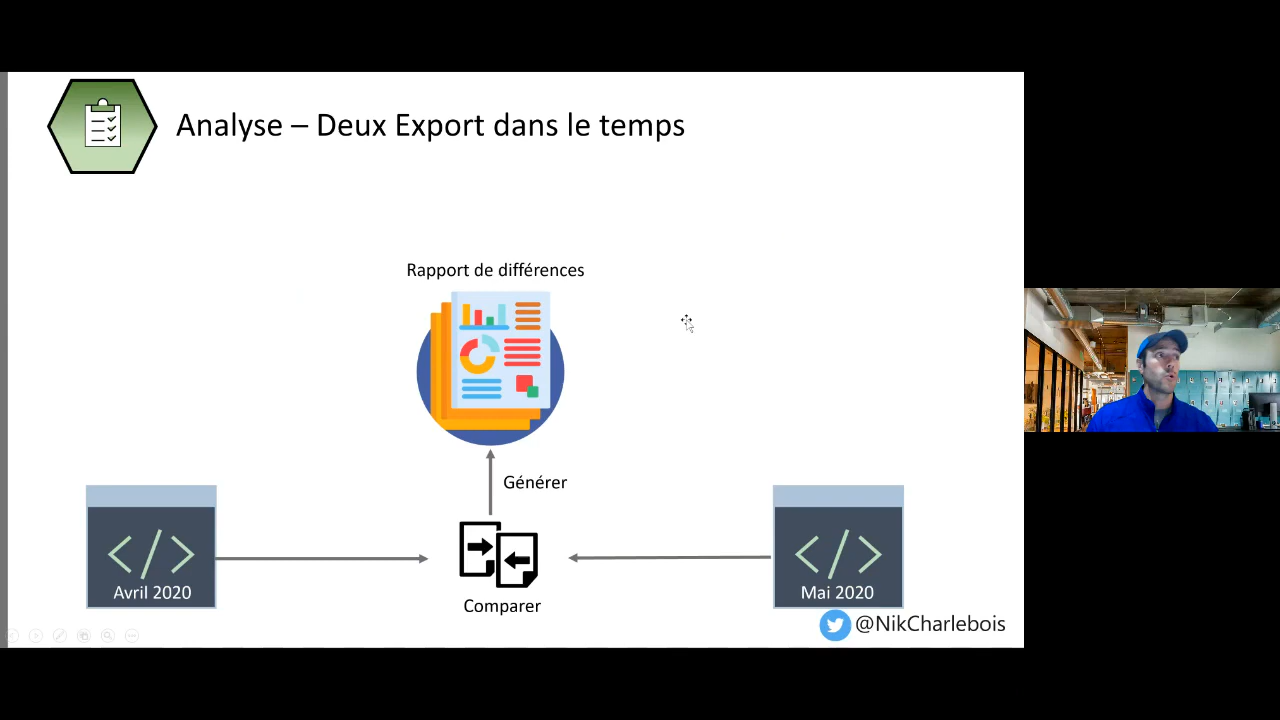 Analyse – Deux Export dans le temps
Rapport de différences
Générer
Avril 2020
Comparer
Mai 2020
@NikCharlebois